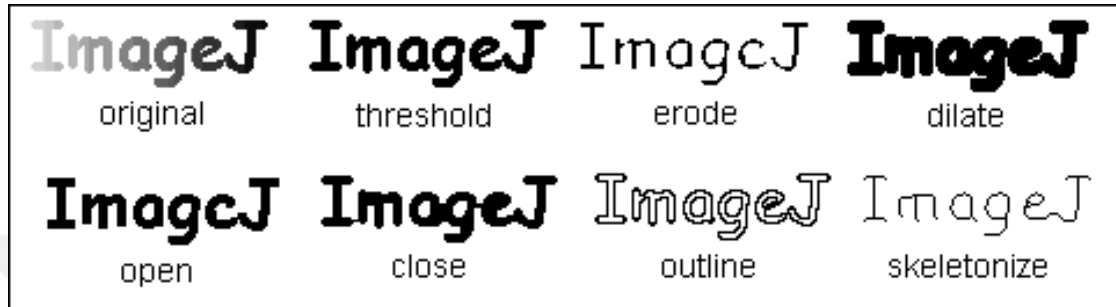 ImageJ ImageJ ImagcJ ImageJ
original threshold erode dilate
ImagcJ ImageJ ImageJ ImageJ
open close outline skeletonize